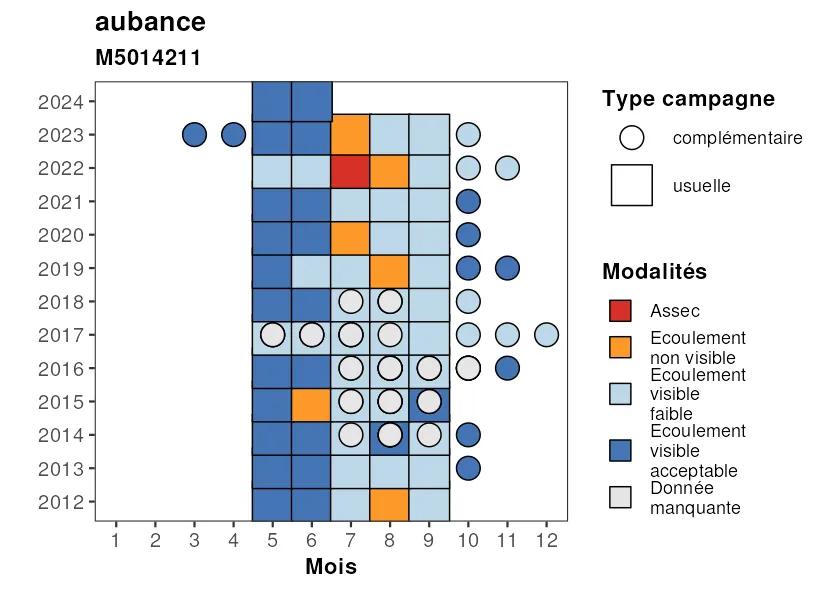 aubance
M5014211
2024
2023
2022
2021
2020
2019
2018
2017
2016
2015
2014
2013
2012
1 2 3 4 5 6 7 8 9 10 11 12
Mois
Type campagne
complémentaire
usuelle
Modalités
Assec
Ecoulement
non visible
Ecoulement
visible
faible
Ecoulement
visible
acceptable
Donnée
manquante